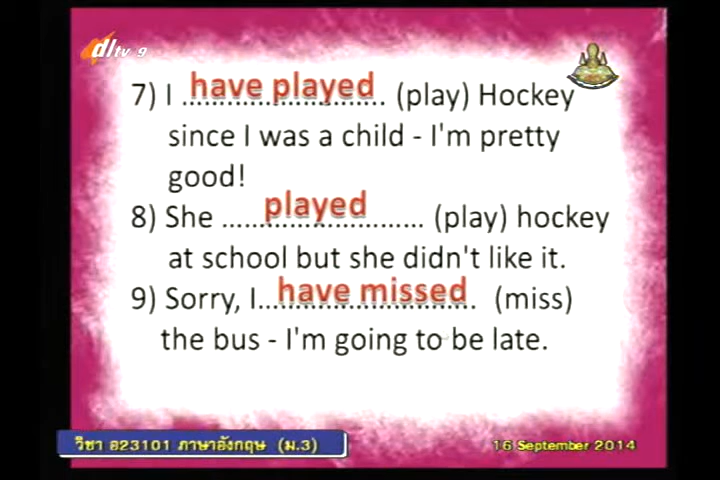 dltv 9
7) I have played (play) Hockey
since I was a child - I'm pretty
good!
8) She played (play) hockey
at school but she didn't like it.
9) Sorry, I have missed (miss)
the bus - I'm going to be late.
วิชา อ23101 ภาษาอังกฤษ (ม.3)
16 September 2014